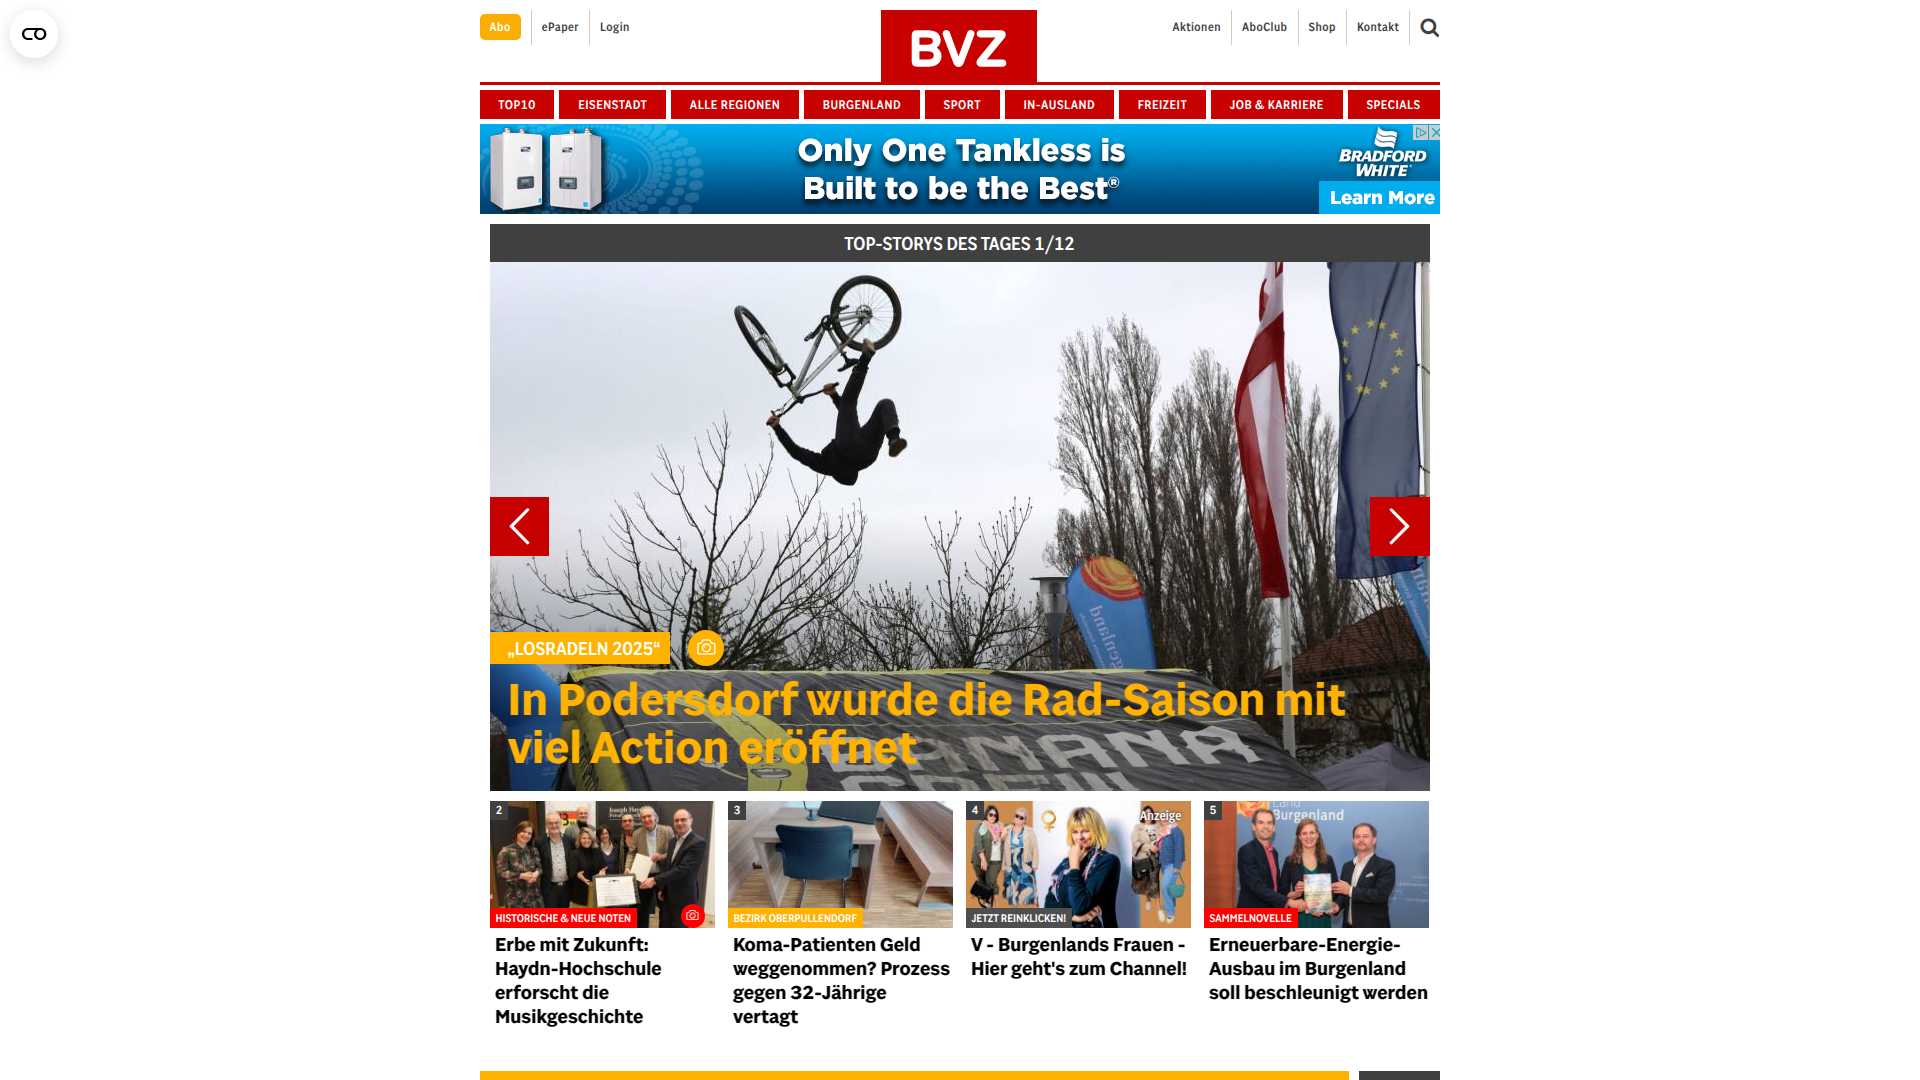 Abo
ePaper
Login
BVZ
Aktionen
AboClub
Shop
Kontakt
TOP10
EISENSTADT
ALLE REGIONEN
BURGENLAND
SPORT
IN-AUSLAND
FREIZEIT
JOB & KARRIERE
SPECIALS
Only One Tankless is
Built to be the Best®
BRADFORD
WHITE
Learn More
TOP-STORYS DES TAGES 1/12
„LOSRADELN 2025“
In Podersdorf wurde die Rad-Saison mit
viel Action eröffnet
2
HISTORISCHE & NEUE NOTEN
Erbe mit Zukunft:
Haydn-Hochschule
erforscht die
Musikgeschichte
3
BEZIRK OBERPULLENDORF
Koma-Patienten Geld
weggenommen? Prozess
gegen 32-Jährige
vertagt
4
Anzeige
JETZT REINKLICKEN!
V - Burgenlands Frauen -
Hier geht's zum Channel!
5
Land
Burgenland
SAMMELNOVELLE
Erneuerbare-Energie-
Ausbau im Burgenland
soll beschleunigt werden